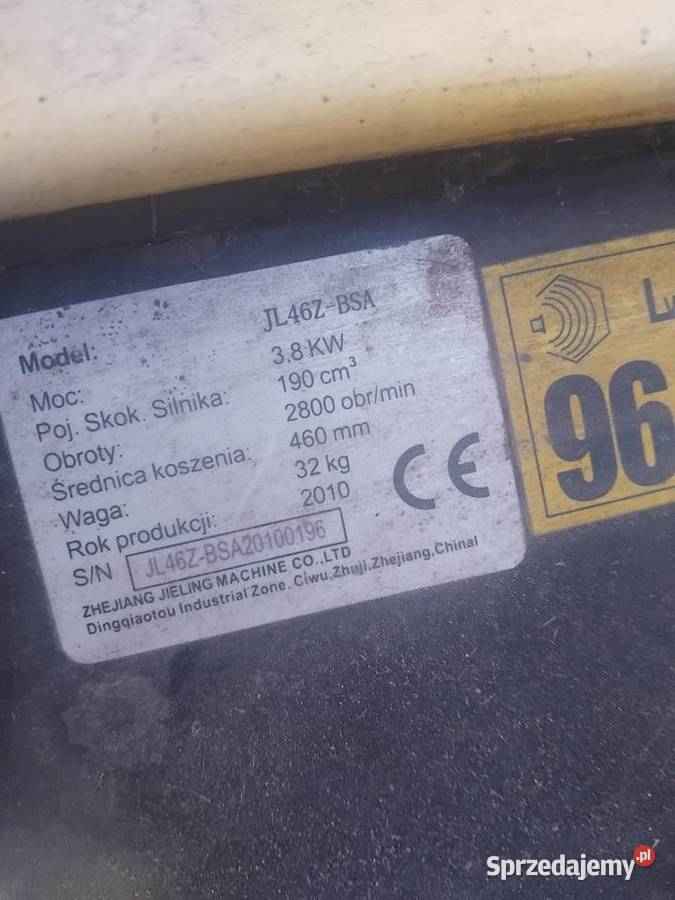 Model: JL46Z-BSA
Moc: 3,8 KW
Poj. Skok. Silnika: 190 cm³
Obroty: 2800 obr/min
Średnica koszenia: 460 mm
Waga: 32 kg
Rok produkcji: 2010
S/N JL46Z-BSA20100196
ZHEJIANG JIELING MACHINE CO.,LTD
Dingqiaotou Industrial Zone, Ciwu,Zhuji,Zhejiang,China
CE
96
Sprzedajemy.pl